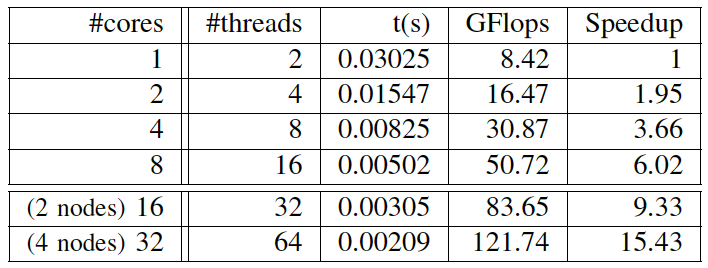 #cores #threads t(s) GFlops Speedup
1 2 0.03025 8.42 1
2 4 0.01547 16.47 1.95
4 8 0.00825 30.87 3.66
8 16 0.00502 50.72 6.02
(2 nodes) 16 32 0.00305 83.65 9.33
(4 nodes) 32 64 0.00209 121.74 15.43